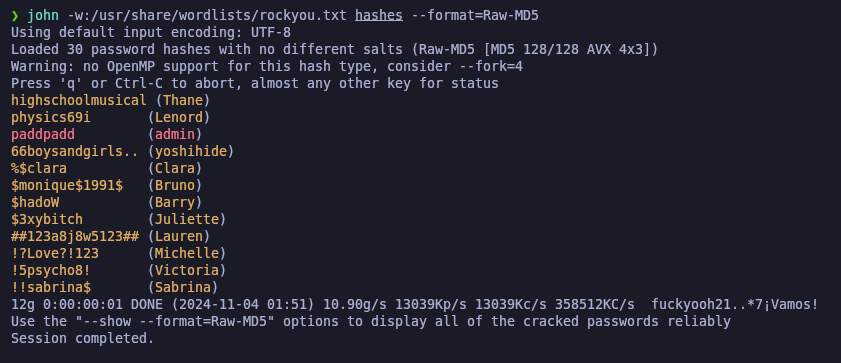 ❯ john -w:/usr/share/wordlists/rockyou.txt hashes --format=Raw-MD5
Using default input encoding: UTF-8
Loaded 30 password hashes with no different salts (Raw-MD5 [MD5 128/128 AVX 4x3])
Warning: no OpenMP support for this hash type, consider --fork=4
Press 'q' or Ctrl-C to abort, almost any other key for status
highschoolmusical (Thane)
physics69i       (Lenord)
paddpadd         (admin)
66boysandgirls.. (yoshihide)
%$clara          (Clara)
$monique$1991$   (Bruno)
$hadoW           (Barry)
$3xybitch        (Juliette)
##123a8j8w5123## (Lauren)
!?Love?!123      (Michelle)
!5psycho8!       (Victoria)
!!sabrina$       (Sabrina)
12g 0:00:00:01 DONE (2024-11-04 01:51) 10.90g/s 13039Kp/s 13039Kc/s 358512KC/s  fuckyooh21..*7¡Vamos!
Use the "--show --format=Raw-MD5" options to display all of the cracked passwords reliably
Session completed.